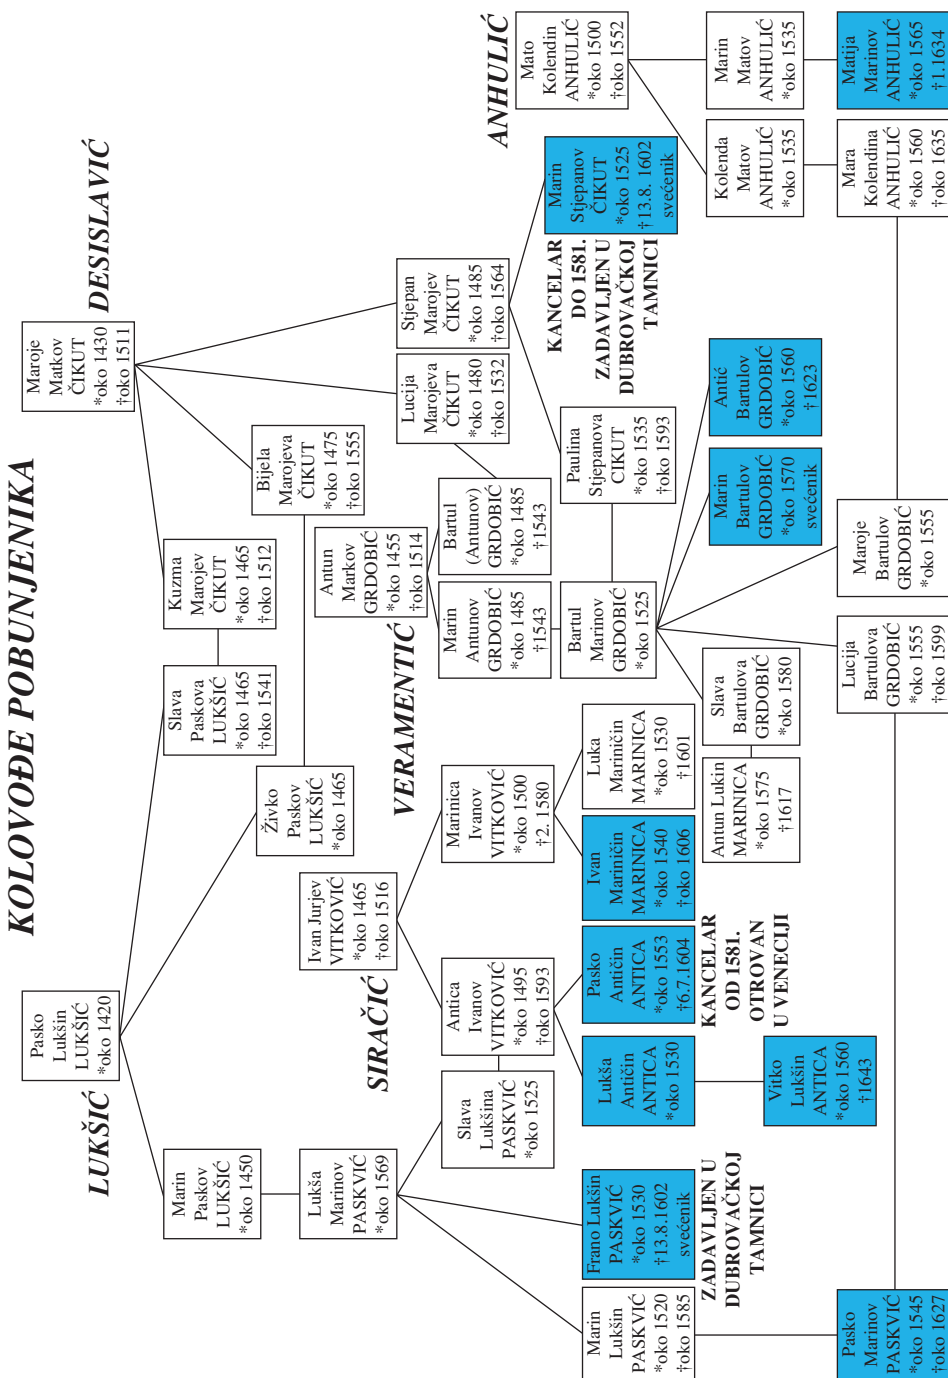 KOLOVOĐE POBUNJENIKA
Pasko
Lukšin
LUKŠIĆ
*oko 1420
Maroje
Matkov
ČIKUT
*oko 1430
†oko 1511
LUKŠIĆ
DESISLAVIĆ
Marin
Paskov
LUKŠIĆ
*oko 1450
Slava
Paskova
LUKŠIĆ
*oko 1465
†oko 1541
Kuzma
Marojev
ČIKUT
*oko 1465
†oko 1512
Živko
Paskov
LUKŠIĆ
*oko 1465
Bijela
Marojeva
ČIKUT
*oko 1475
†oko 1555
Lukša
Marinov
PASKVIĆ
*oko 1569
SIRAČIĆ
Ivan Jurjev
VITKOVIĆ
*oko 1465
†oko 1516
VERAMENTIĆ
Antun
Markov
GRDOBIĆ
*oko 1455
†oko 1514
Lucija
Marojeva
ČIKUT
*oko 1480
†oko 1532
Stjepan
Marojev
ČIKUT
*oko 1485
†oko 1564
Slava
Lukšina
PASKVIĆ
*oko 1525
Antica
Ivanov
VITKOVIĆ
*oko 1495
†oko 1593
Marinica
Ivanov
VITKOVIĆ
*oko 1500
†2. 1580
Marin
Antunov
GRDOBIĆ
*oko 1485
†1543
Bartul
(Antunov)
GRDOBIĆ
*oko 1485
†1543
ANHULIĆ
Mato
Kolendin
ANHULIĆ
*oko 1500
†oko 1552
Marin
Lukšin
PASKVIĆ
*oko 1520
†oko 1585
Frano Lukšin
PASKVIĆ
*oko 1530
†13.8.1602
svećenik
ZADAVLJEN U
DUBROVAČKOJ
TAMNICI
Lukša
Antičin
ANTICA
*oko 1530
Pasko
Antičin
ANTICA
*oko 1553
†6.7.1604
KANCELAR
OD 1581.
OTROVAN
U VENECIJI
Ivan
Mariničin
MARINICA
*oko 1540
†oko 1606
Luka
Mariničin
MARINICA
*oko 1530
†1601
Bartul
Marinov
GRDOBIĆ
*oko 1525
Paulina
Stjepanova
CIKUT
*oko 1535
†oko 1593
Marin
Stjepanov
ČIKUT
*oko 1525
†13.8. 1602
svećenik
KANCELAR
DO 1581.
ZADAVLJEN U
DUBROVAČKOJ
TAMNICI
Vitko
Lukšin
ANTICA
*oko 1560
†1643
Antun Lukin
MARINICA
*oko 1575
†1617
Slava
Bartulova
GRDOBIĆ
*oko 1580
Marin
Bartulov
GRDOBIĆ
*oko 1570
svećenik
Antić
Bartulov
GRDOBIĆ
*oko 1560
†1623
Kolenda
Matov
ANHULIĆ
*oko 1535
Marin
Matov
ANHULIĆ
*oko 1535
Pasko
Marinov
PASKVIĆ
*oko 1545
†oko 1627
Lucija
Bartulova
GRDOBIĆ
*oko 1555
†oko 1599
Maroje
Bartulov
GRDOBIĆ
*oko 1555
Mara
Kolendina
ANHULIĆ
*oko 1560
†oko 1635
Matija
Marinov
ANHULIĆ
*oko 1565
†1.1634